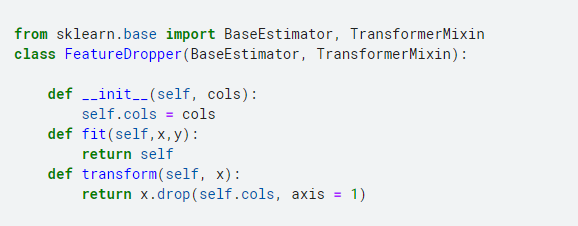 from sklearn.base import BaseEstimator, TransformerMixin
class FeatureDropper(BaseEstimator, TransformerMixin):
    def __init__(self, cols):
        self.cols = cols
    def fit(self,x,y):
        return self
    def transform(self, x):
        return x.drop(self.cols, axis = 1)